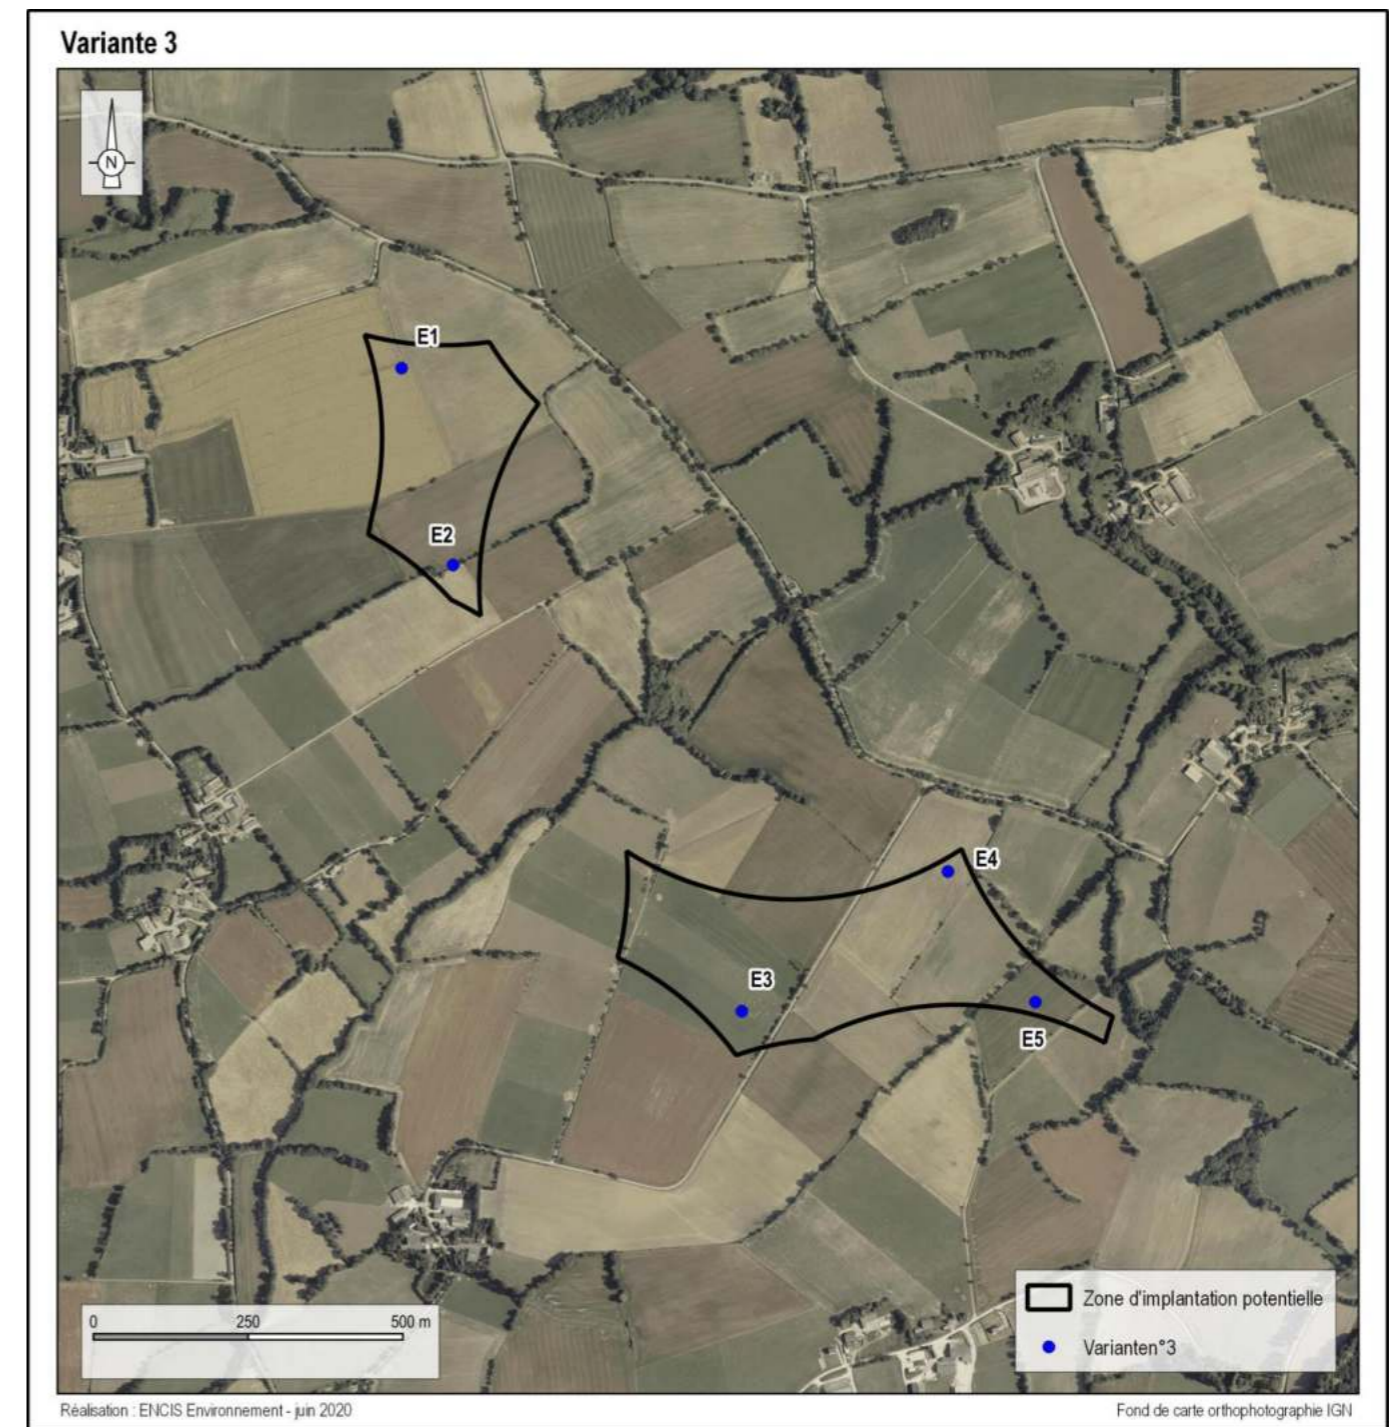 Variante 3
N
E1
E2
E4
E3
E5
Zone d'implantation potentielle
0 250 500 m
Varianten°3
Réalisation : ENCIS Environnement - juin 2020
Fond de carte orthophotographie IGN